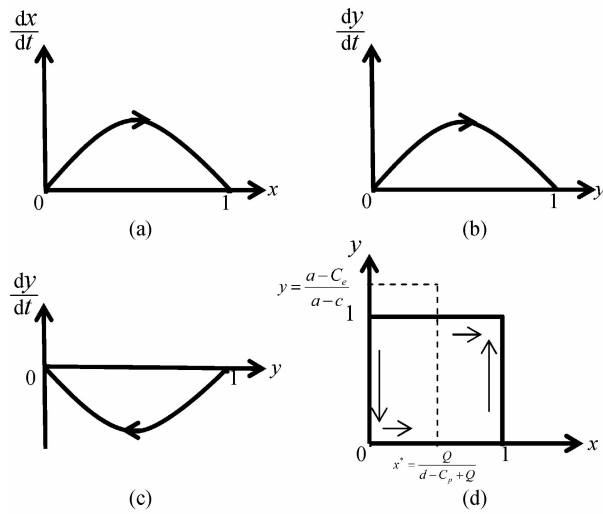 dx/dt
0
1
x
(a)
dy/dt
0
1
y
(b)
dy/dt
0
1
y
(c)
y
y = a−C_e / a−c
1
0
x* = Q / d−C_p+Q
1
x
(d)